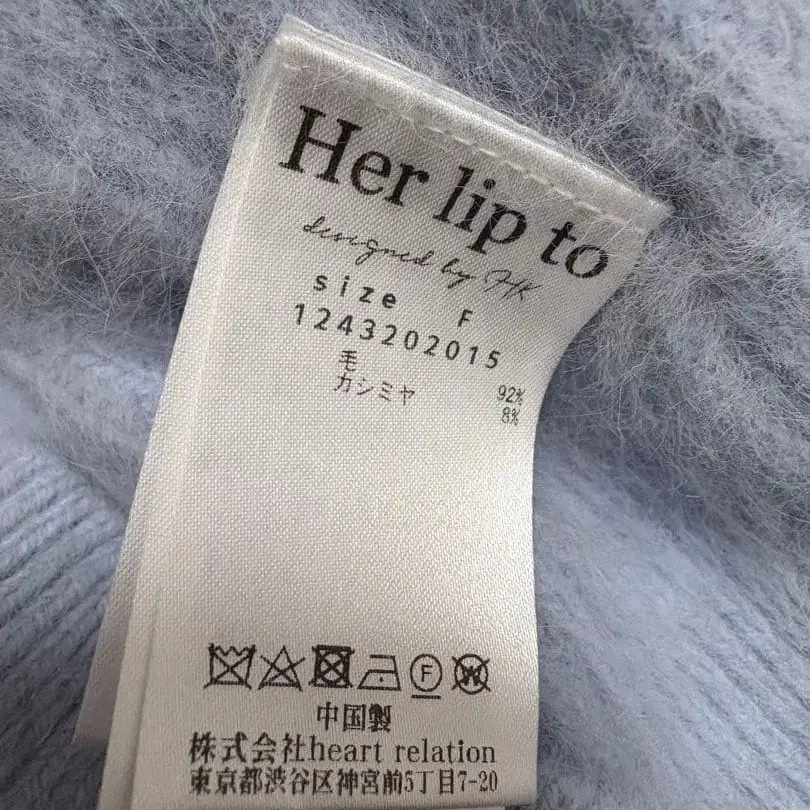 Her lip to
designed by HK
size F
1243202015
毛 92%
カシミヤ 8%
F W
中国製
株式会社heart relation
東京都渋谷区神宮前5丁目7-20